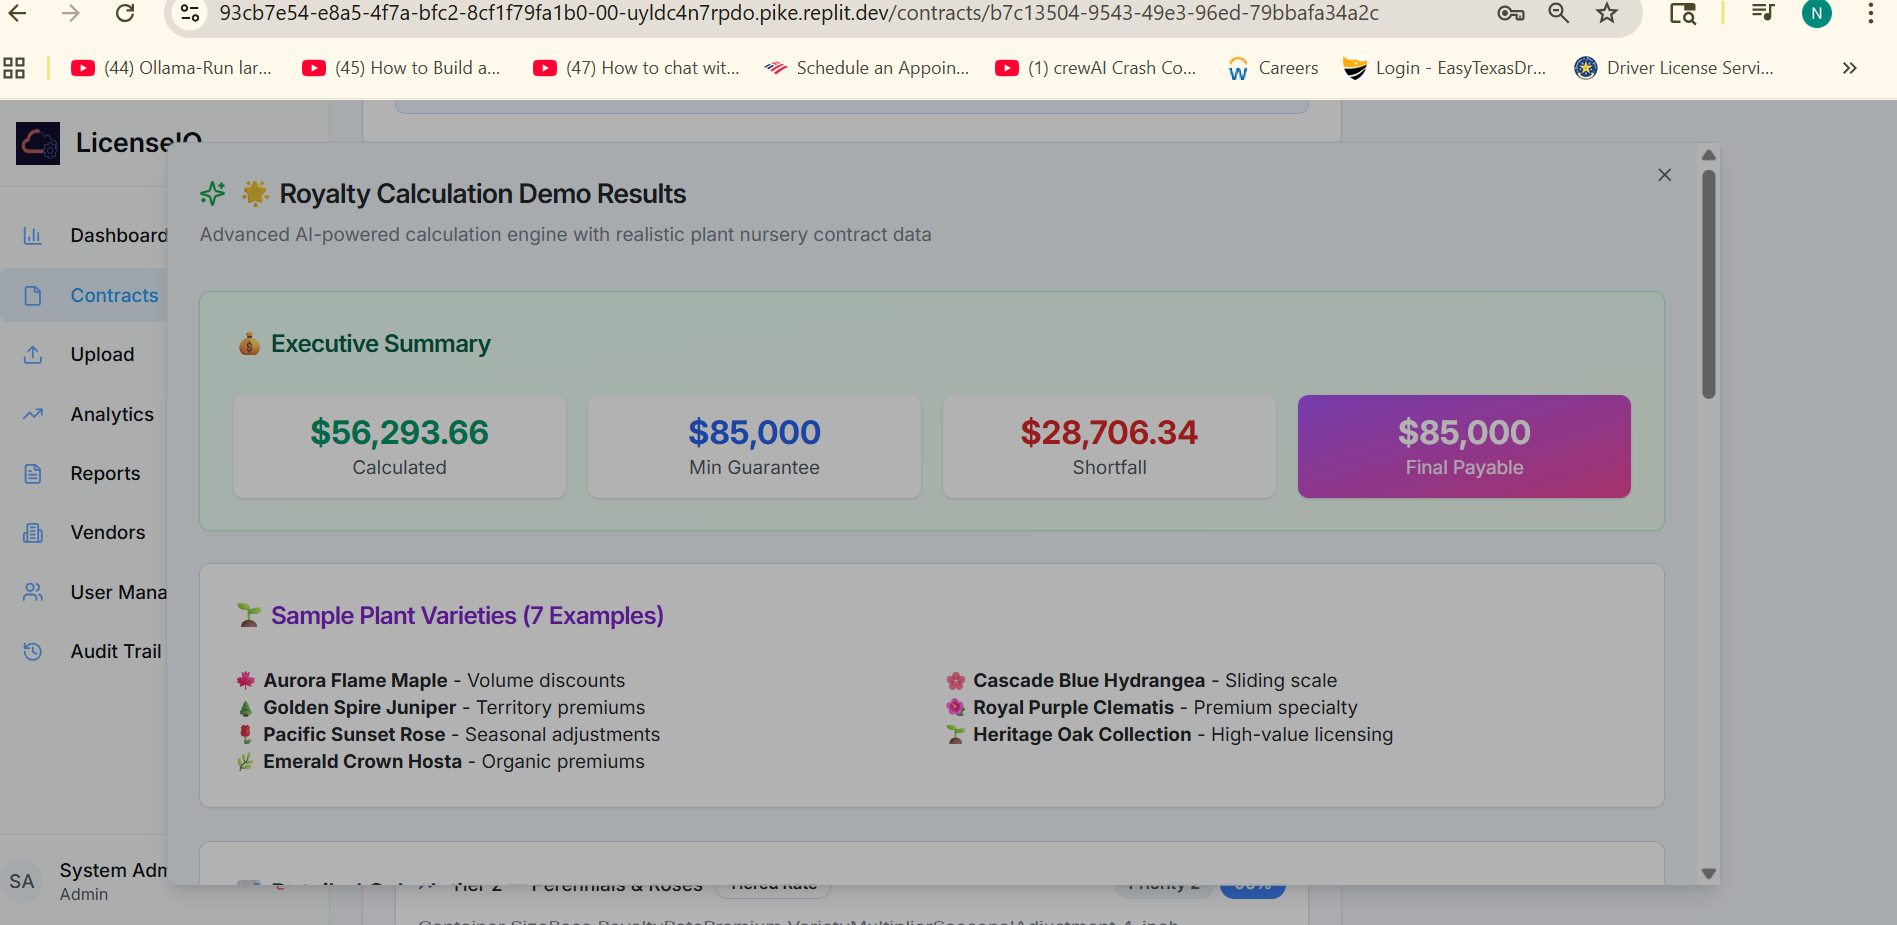 93cb7e54-e8a5-4f7a-bfc2-8cf1f79fa1b0-00-uyldc4n7rpdo.pike.replit.dev/contracts/b7c13504-9543-49e3-96ed-79bbafa34a2c
N
(44) Ollama-Run lar...
(45) How to Build a...
(47) How to chat wit...
Schedule an Appoin...
(1) crewAI Crash Co...
Careers
Login - EasyTexasDr...
Driver License Servi...
LicenseIQ
Dashboard
Contracts
Upload
Analytics
Reports
Vendors
User Mana
Audit Trail
SA
System Adm
Admin
Royalty Calculation Demo Results
Advanced AI-powered calculation engine with realistic plant nursery contract data
Executive Summary
$56,293.66
Calculated
$85,000
Min Guarantee
$28,706.34
Shortfall
$85,000
Final Payable
Sample Plant Varieties (7 Examples)
Aurora Flame Maple - Volume discounts
Golden Spire Juniper - Territory premiums
Pacific Sunset Rose - Seasonal adjustments
Emerald Crown Hosta - Organic premiums
Cascade Blue Hydrangea - Sliding scale
Royal Purple Clematis - Premium specialty
Heritage Oak Collection - High-value licensing
Tier 2 Perennials & Roses
Tiered Rate
Priority 2